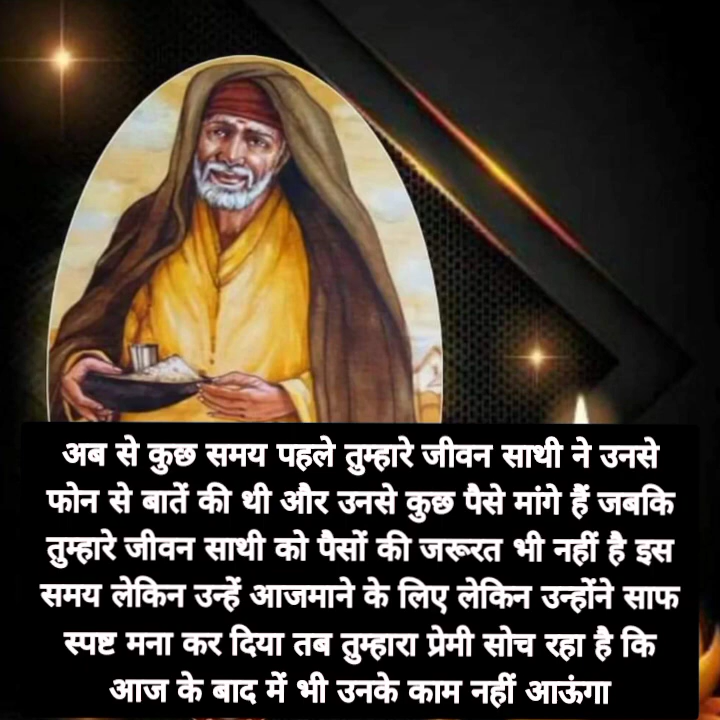 अब से कुछ समय पहले तुम्हारे जीवन साथी ने उनसे
फोन से बातें की थी और उनसे कुछ पैसे मांगे हैं जबकि
तुम्हारे जीवन साथी को पैसों की जरूरत भी नहीं है इस
समय लेकिन उन्हें आजमाने के लिए लेकिन उन्होंने साफ
स्पष्ट मना कर दिया तब तुम्हारा प्रेमी सोच रहा है कि
आज के बाद में भी उनके काम नहीं आऊंगा